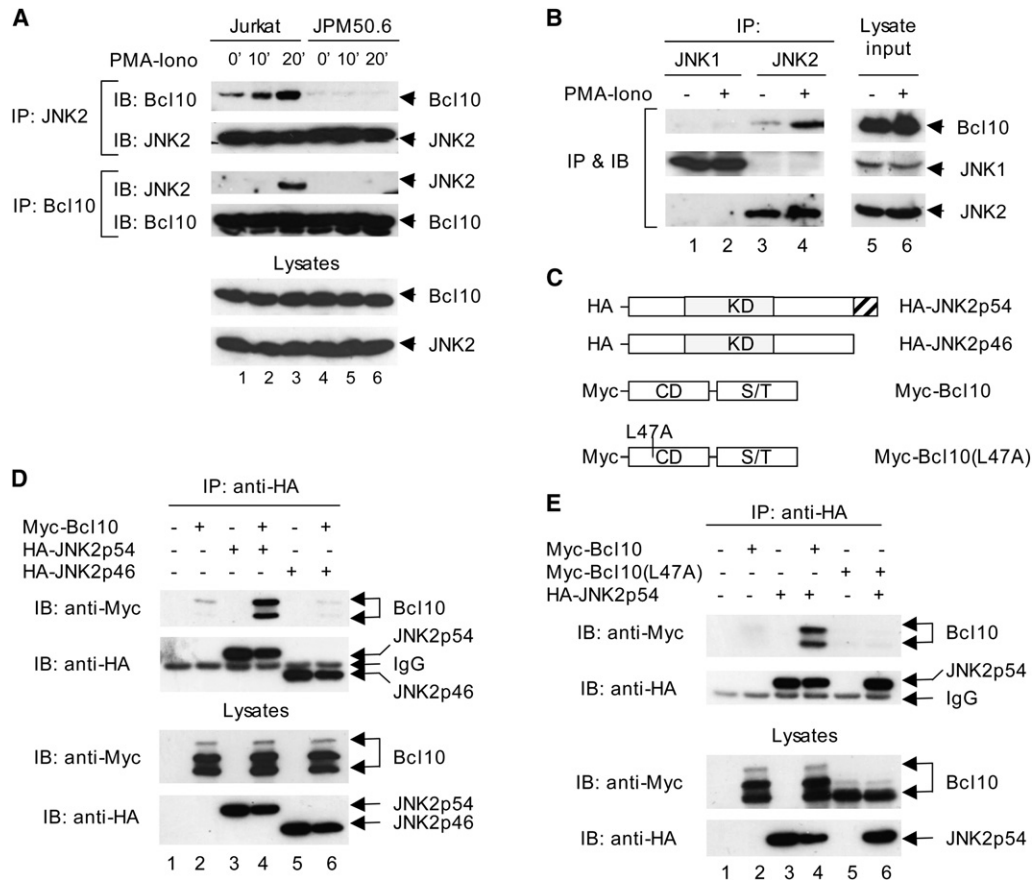 A
Jurkat JPM50.6
PMA-Iono 0' 10' 20' 0' 10' 20'
IP: JNK2
IB: Bcl10 Bcl10
IB: JNK2 JNK2
IP: Bcl10
IB: JNK2 JNK2
IB: Bcl10 Bcl10
Lysates
Bcl10
JNK2
1 2 3 4 5 6
B
IP: Lysate input
JNK1 JNK2
PMA-Iono - + - + - +
IP & IB
Bcl10
JNK1
JNK2
1 2 3 4 5 6
C
HA KD HA-JNK2p54
HA KD HA-JNK2p46
Myc CD S/T Myc-Bcl10
L47A
Myc CD S/T Myc-Bcl10(L47A)
D
IP: anti-HA
Myc-Bcl10 - + - + - +
HA-JNK2p54 - - + + - -
HA-JNK2p46 - - - - + +
IB: anti-Myc Bcl10
JNK2p54
IB: anti-HA IgG
JNK2p46
Lysates
IB: anti-Myc Bcl10
IB: anti-HA JNK2p54
JNK2p46
1 2 3 4 5 6
E
IP: anti-HA
Myc-Bcl10 - + - + - -
Myc-Bcl10(L47A) - - - - + +
HA-JNK2p54 - - + + - +
IB: anti-Myc Bcl10
IB: anti-HA JNK2p54
IgG
Lysates
IB: anti-Myc Bcl10
IB: anti-HA JNK2p54
1 2 3 4 5 6